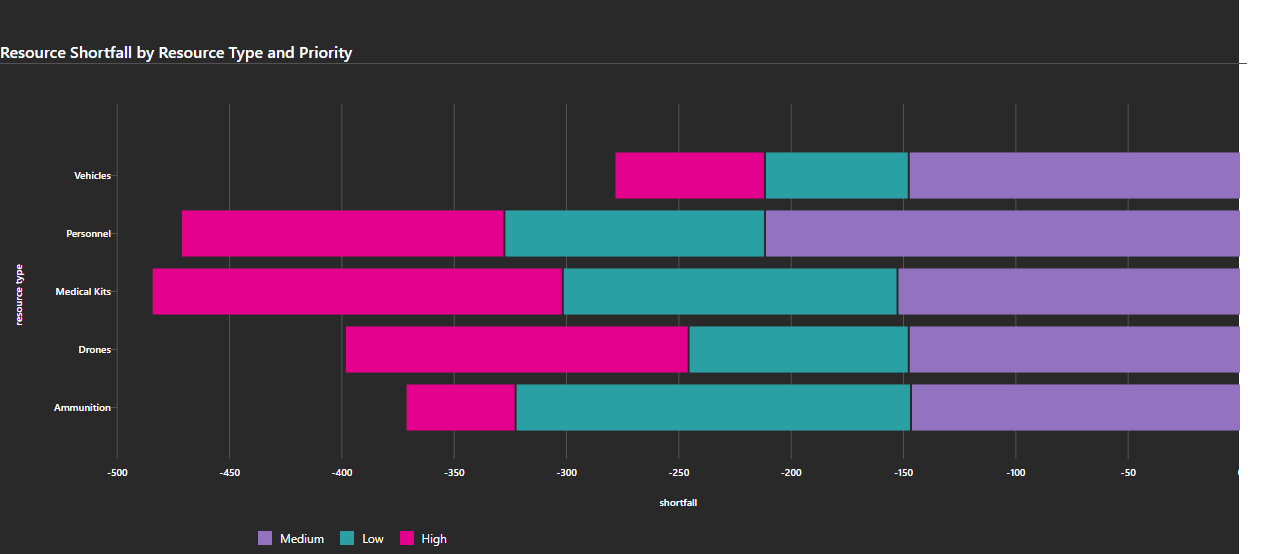 Resource Shortfall by Resource Type and Priority
resource type
Vehicles
Personnel
Medical Kits
Drones
Ammunition
-500 -450 -400 -350 -300 -250 -200 -150 -100 -50
shortfall
Medium Low High